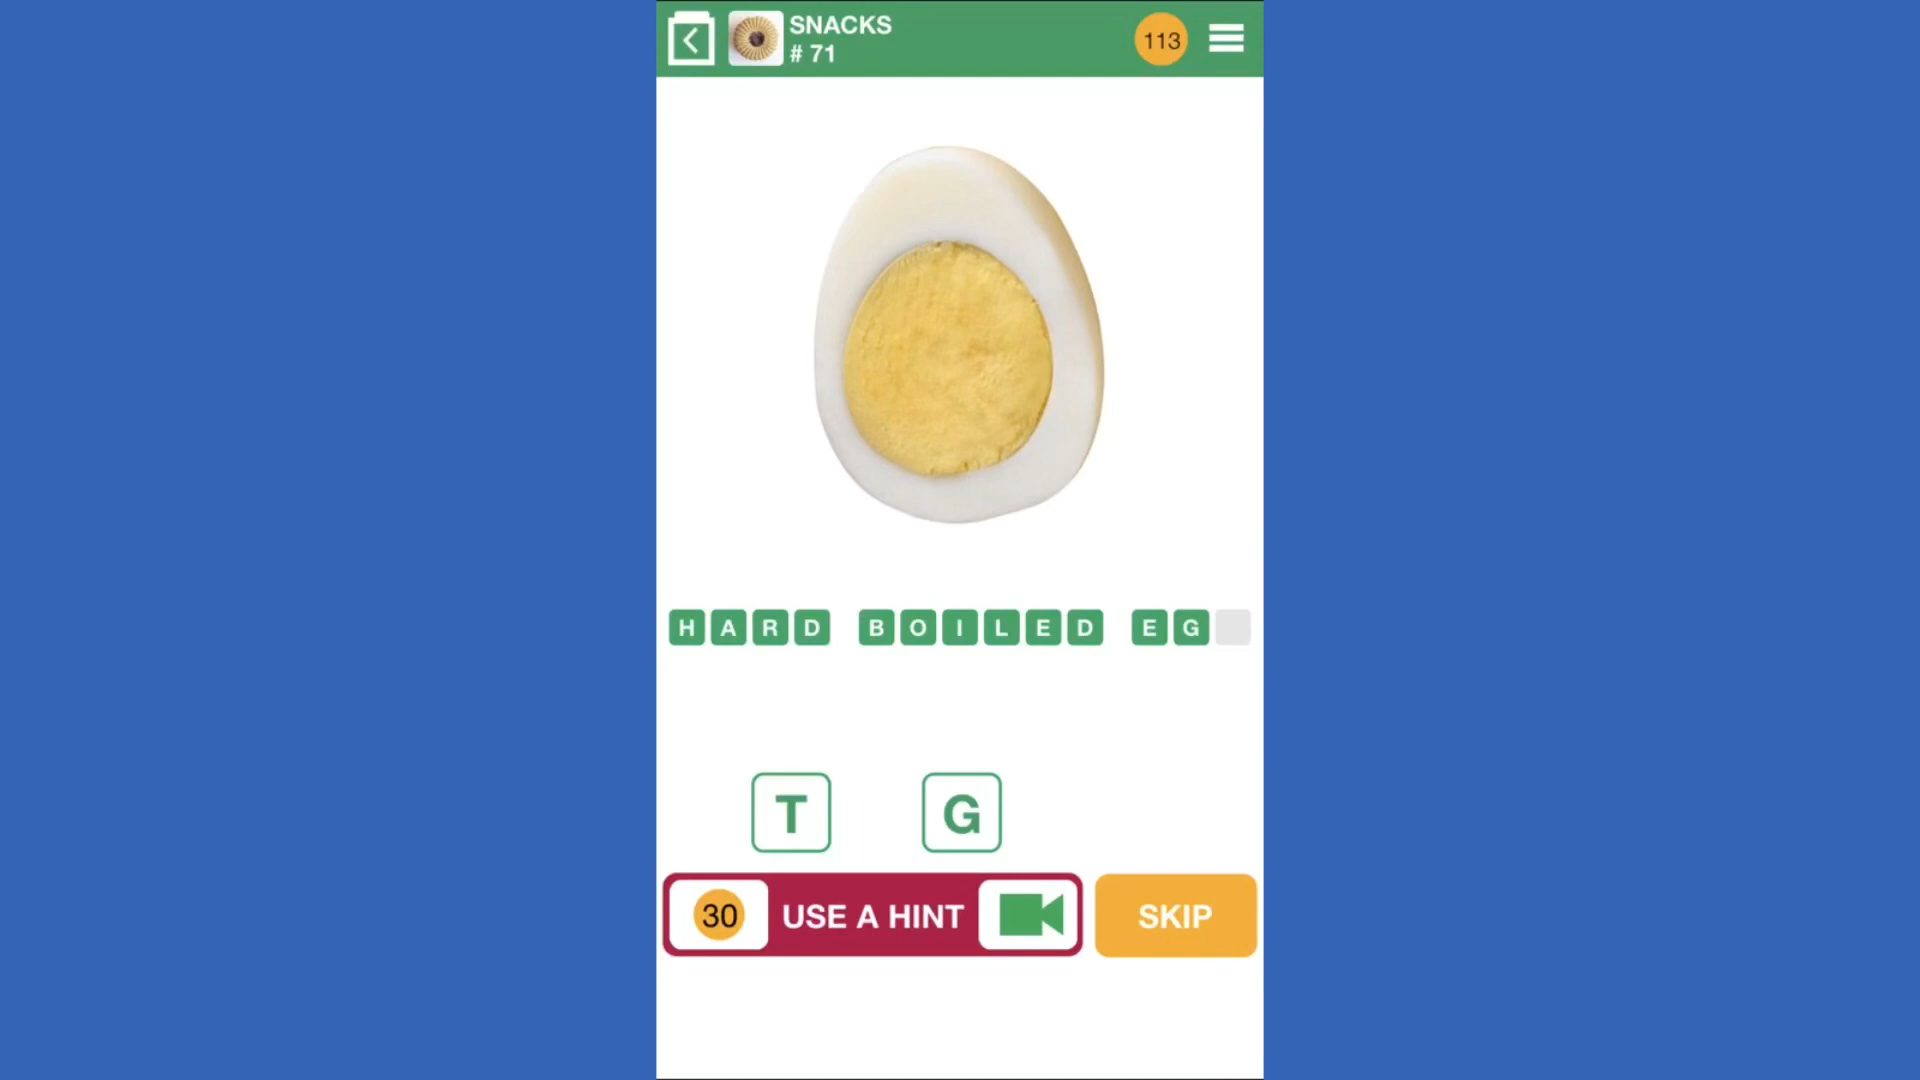 SNACKS
# 71
113
HARD BOILED EG
T G
30 USE A HINT SKIP